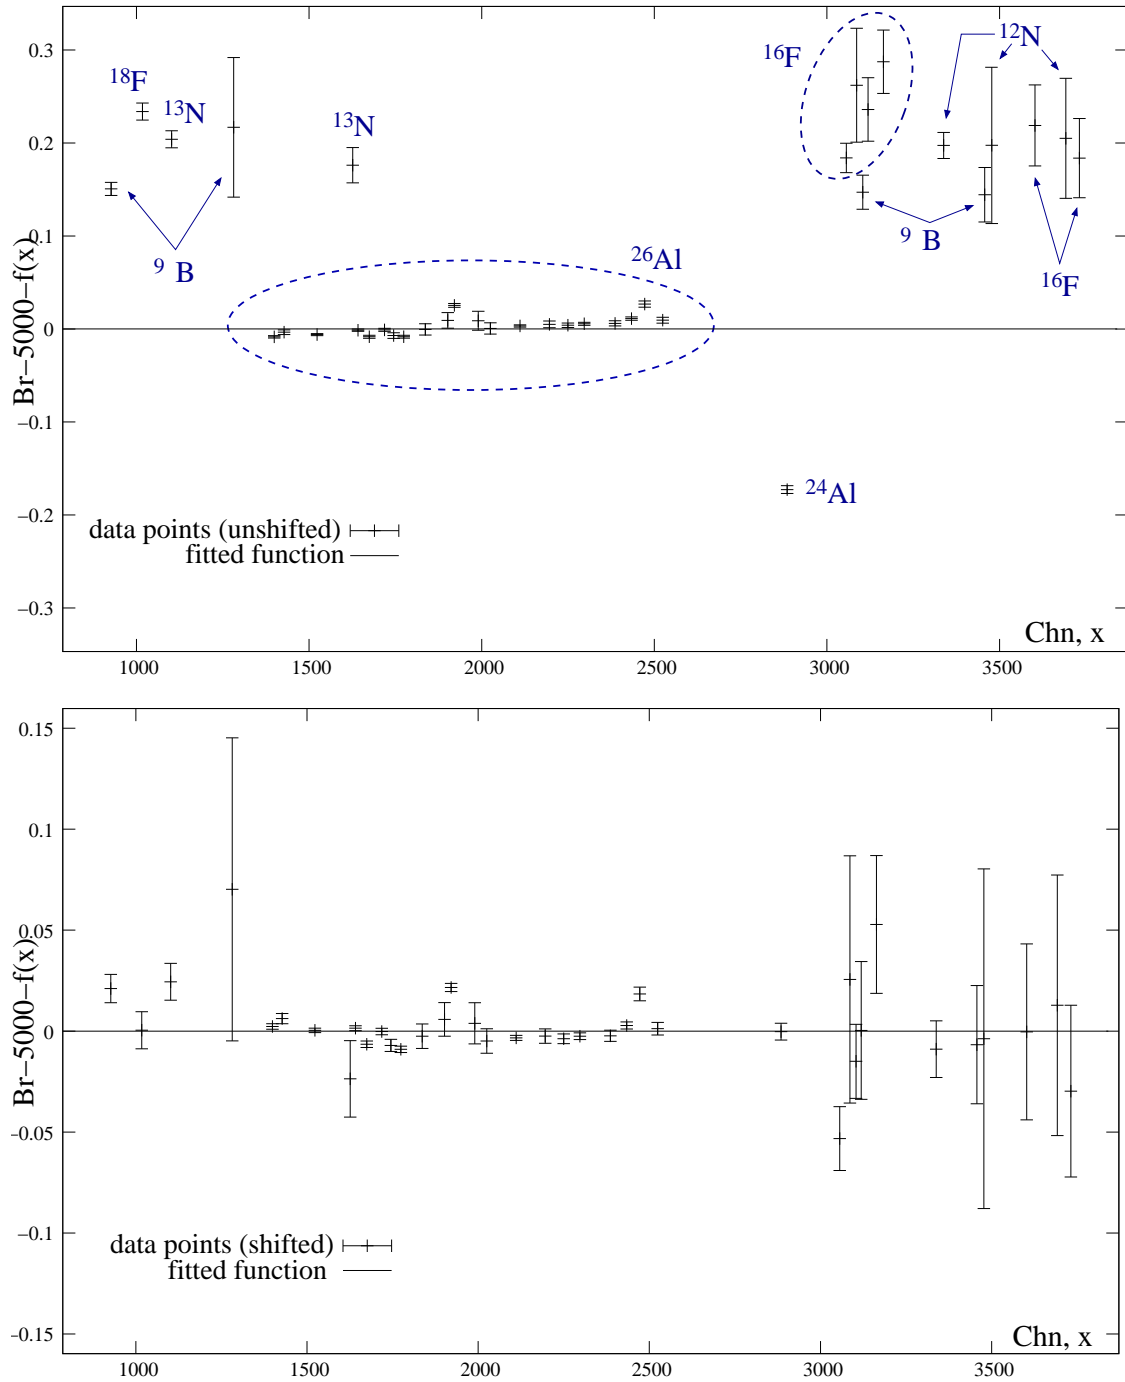 0.3
0.2
0.1
0
−0.1
−0.2
−0.3
Br−5000−f(x)
18F
13N
13N
9 B
26Al
16F
12N
9 B
16F
24Al
data points (unshifted)
fitted function
Chn, x
1000 1500 2000 2500 3000 3500
0.15
0.1
0.05
0
−0.05
−0.1
−0.15
Br−5000−f(x)
data points (shifted)
fitted function
Chn, x
1000 1500 2000 2500 3000 3500